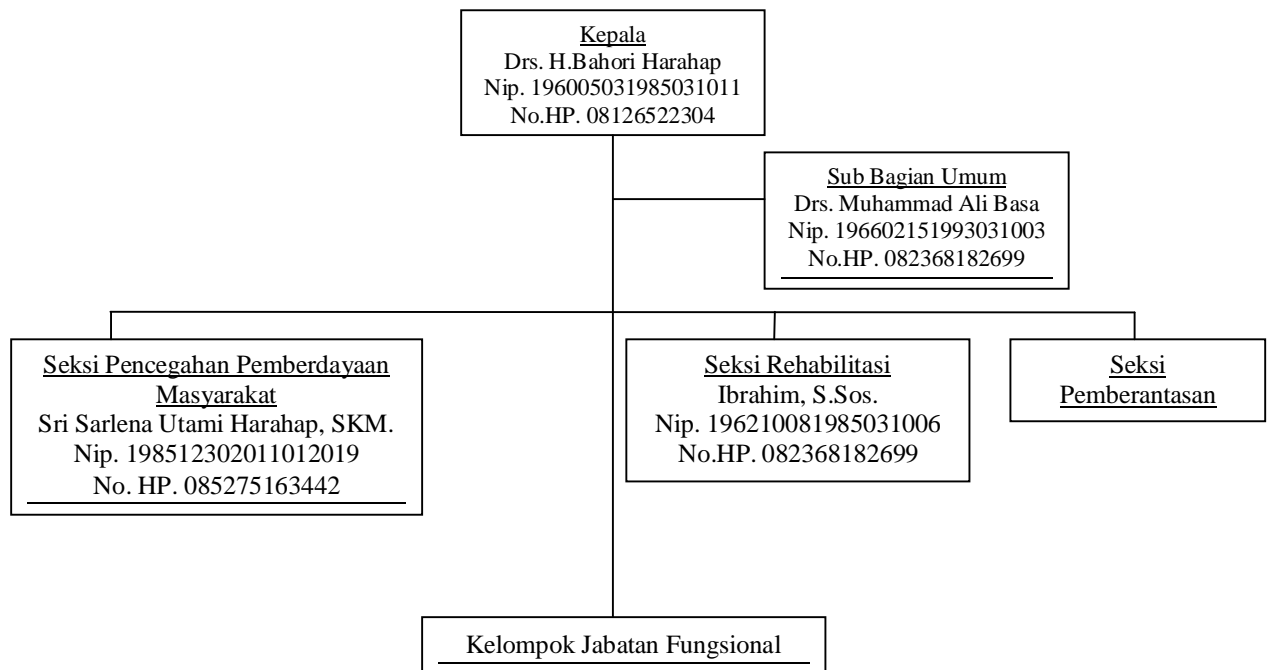 Kepala
Drs. H.Bahori Harahap
Nip. 196005031985031011
No.HP. 08126522304
Sub Bagian Umum
Drs. Muhammad Ali Basa
Nip. 196602151993031003
No.HP. 082368182699
Seksi Pencegahan Pemberdayaan
Masyarakat
Sri Sarlena Utami Harahap, SKM.
Nip. 198512302011012019
No. HP. 085275163442
Seksi Rehabilitasi
Ibrahim, S.Sos.
Nip. 196210081985031006
No.HP. 082368182699
Seksi
Pemberantasan
Kelompok Jabatan Fungsional